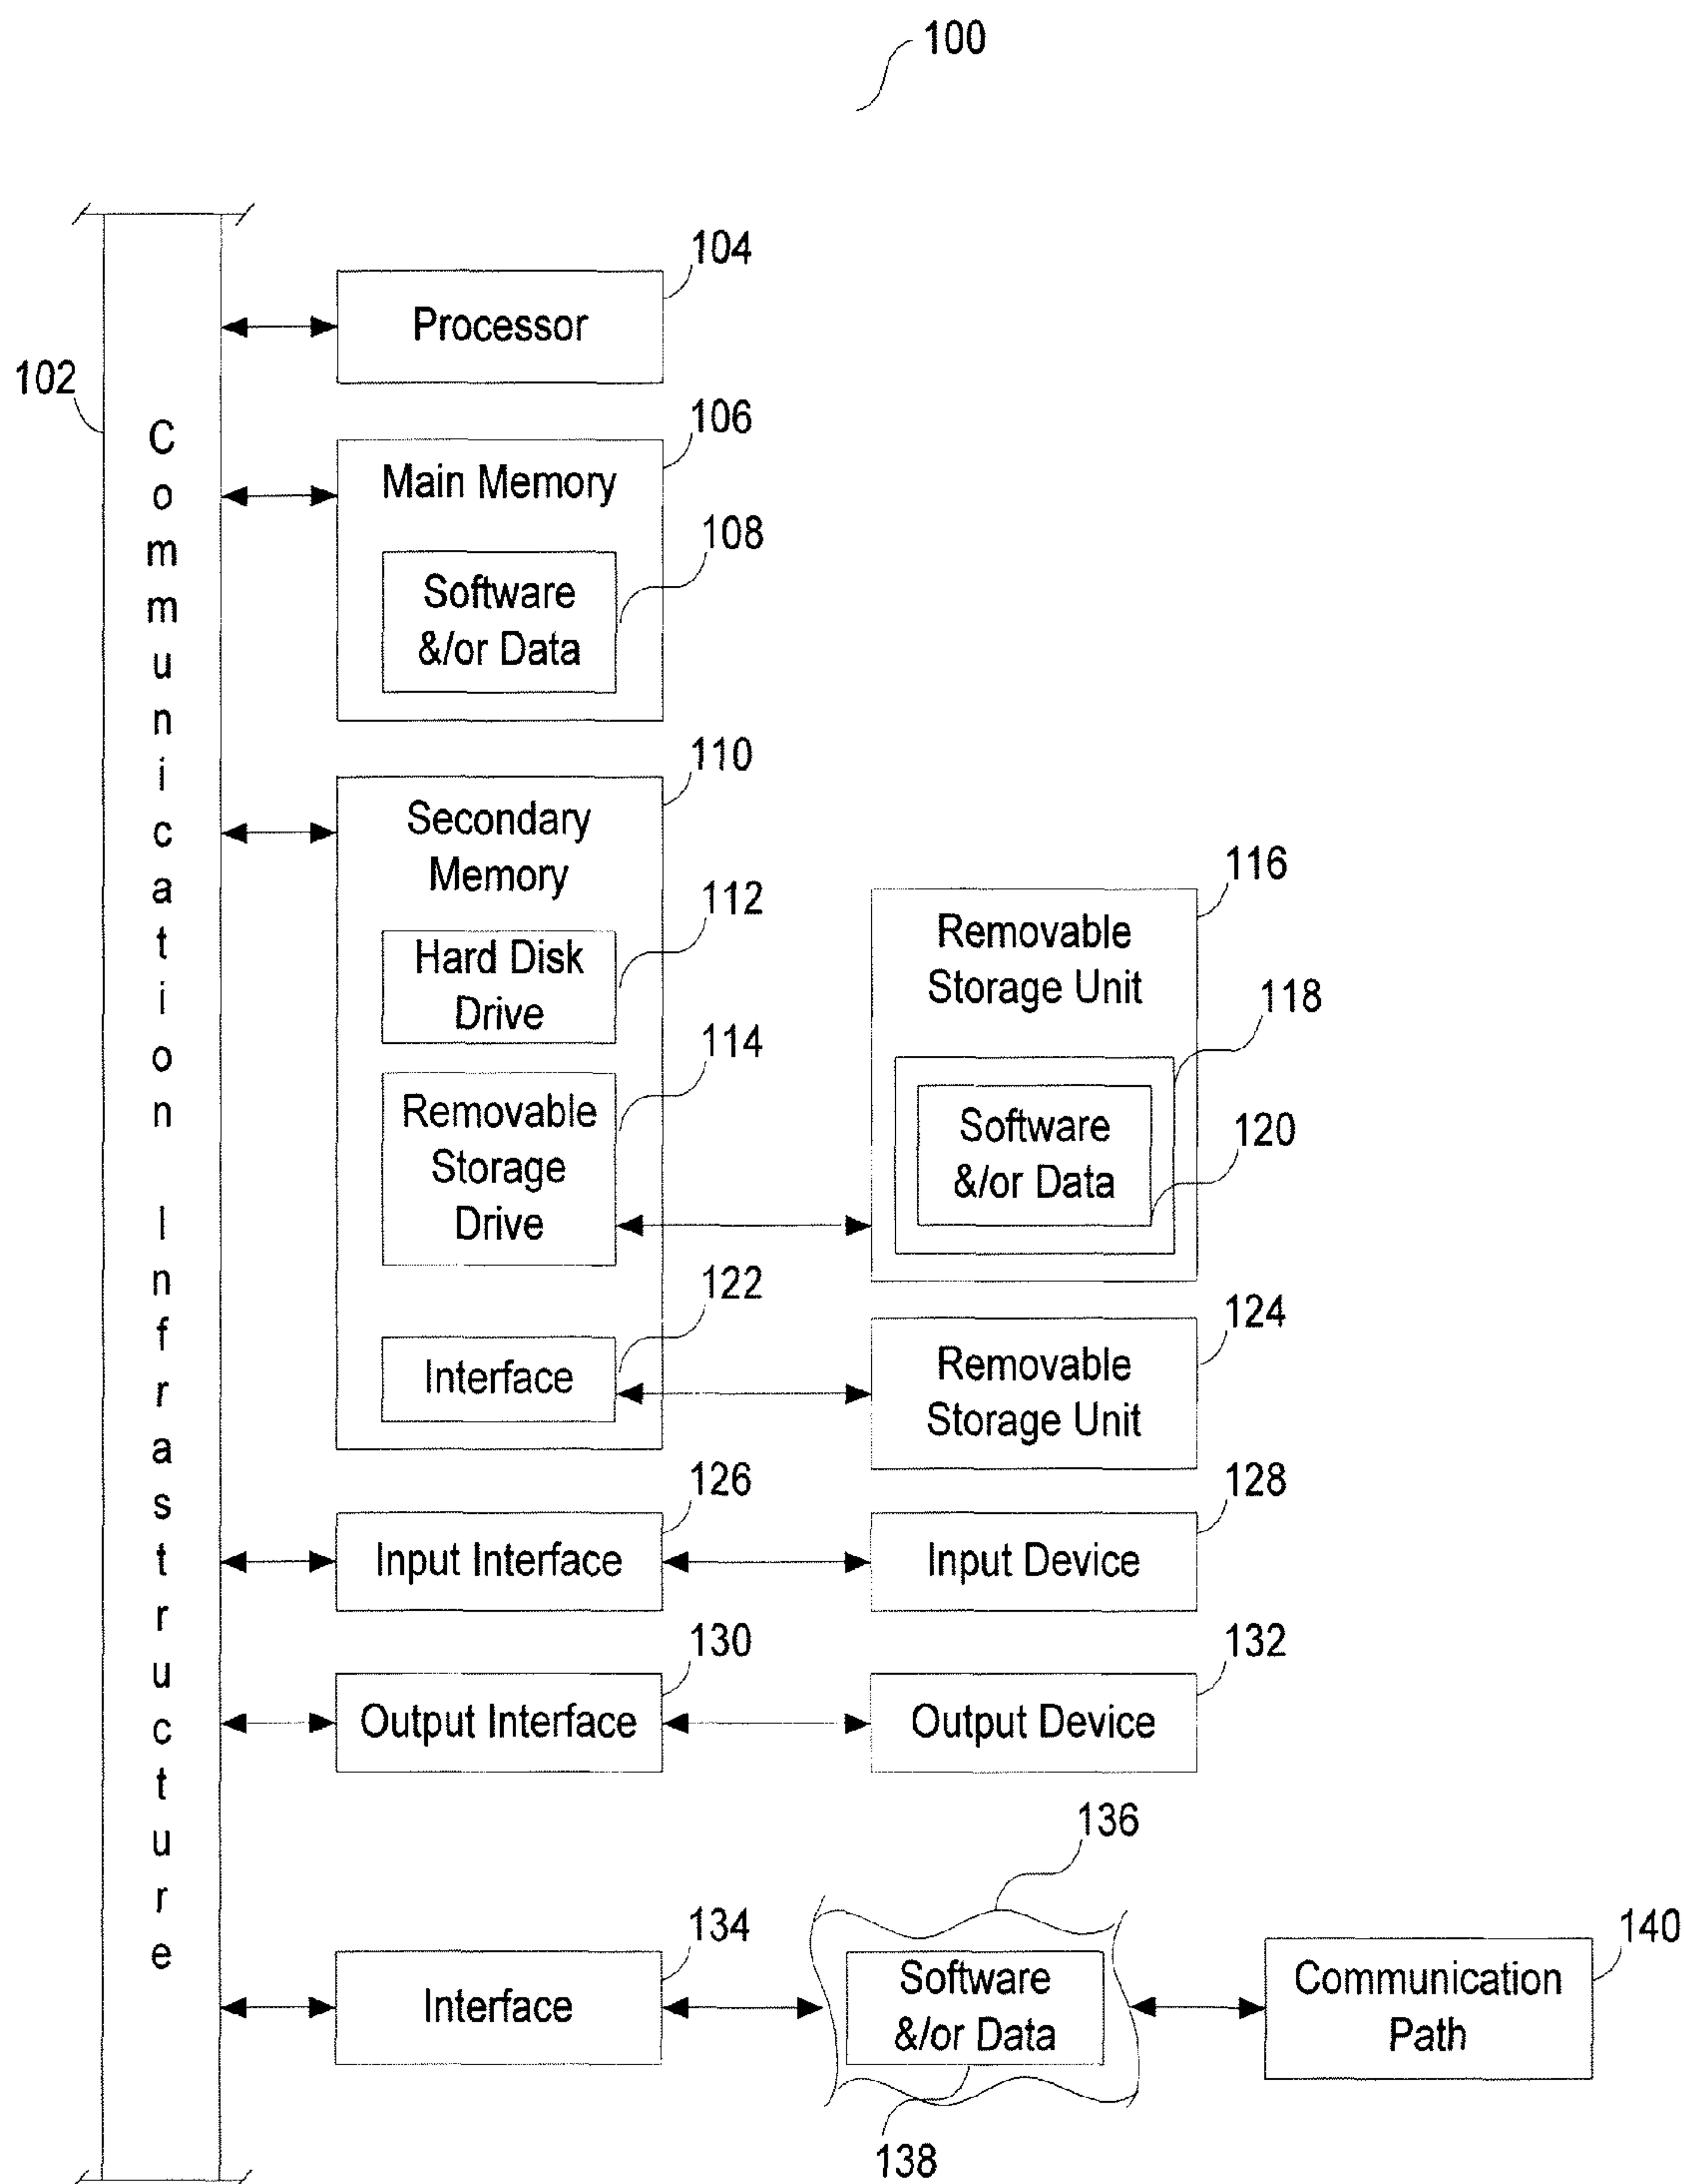 100
104
Processor
102
Communication Infrastructure
106
Main Memory
108
Software
&/or Data
110
Secondary
Memory
112
Hard Disk
Drive
114
Removable
Storage
Drive
116
Removable
Storage Unit
118
Software
&/or Data
120
122
Interface
124
Removable
Storage Unit
126
Input Interface
128
Input Device
130
Output Interface
132
Output Device
134
Interface
136
Software
&/or Data
138
140
Communication
Path